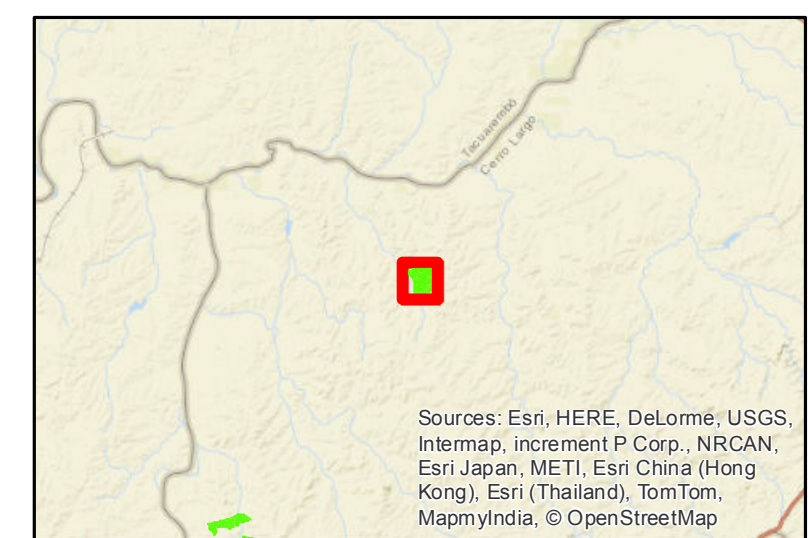 Tacuarembó
Cerro Largo
Sources: Esri, HERE, DeLorme, USGS,
Intermap, increment P Corp., NRCAN,
Esri Japan, METI, Esri China (Hong
Kong), Esri (Thailand), TomTom,
MapmyIndia, © OpenStreetMap